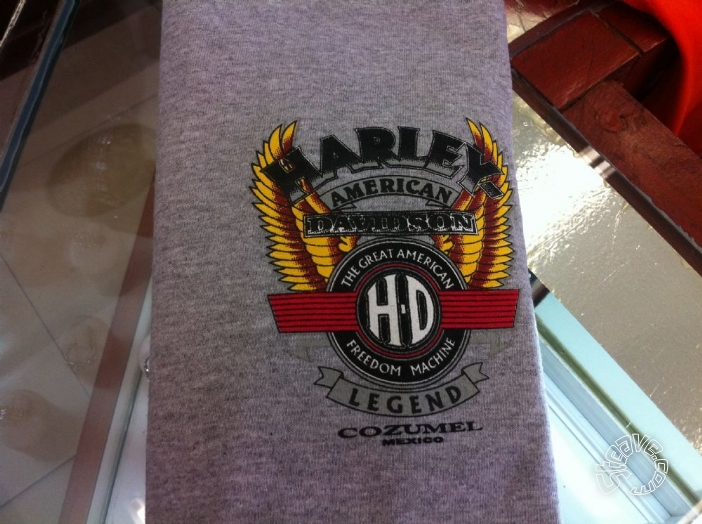 HARLEY
AMERICAN
DAVIDSON
THE GREAT AMERICAN
H-D
FREEDOM MACHINE
LEGEND
COZUMEL
MEXICO